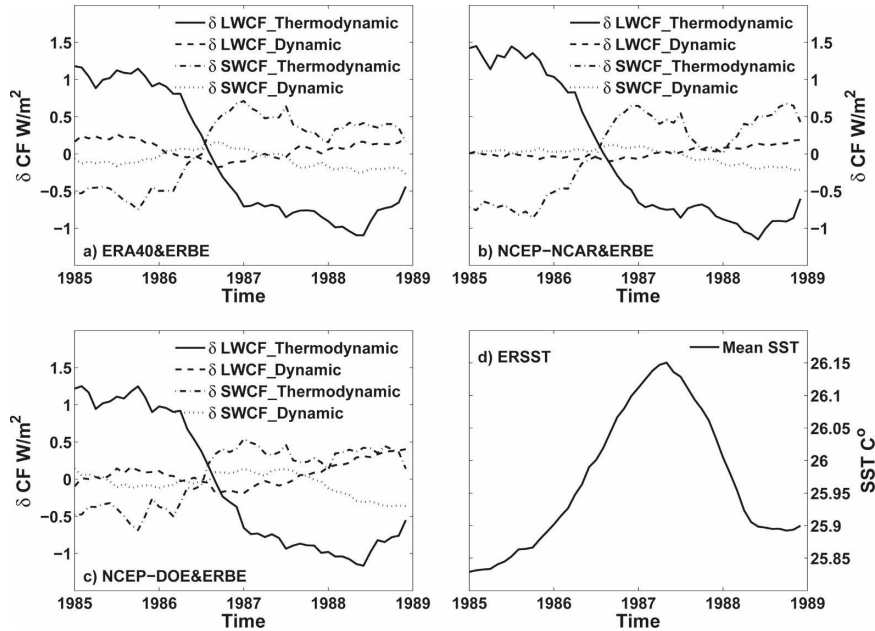 δ LWCF_Thermodynamic
δ LWCF_Dynamic
δ SWCF_Thermodynamic
δ SWCF_Dynamic
1.5
1
0.5
0
−0.5
−1
δ CF W/m²
a) ERA40&ERBE
1985
1986
1987
1988
1989
Time
δ LWCF_Thermodynamic
δ LWCF_Dynamic
δ SWCF_Thermodynamic
δ SWCF_Dynamic
1.5
1
0.5
0
−0.5
−1
δ CF W/m²
b) NCEP−NCAR&ERBE
1985
1986
1987
1988
1989
Time
δ LWCF_Thermodynamic
δ LWCF_Dynamic
δ SWCF_Thermodynamic
δ SWCF_Dynamic
1.5
1
0.5
0
−0.5
−1
δ CF W/m²
c) NCEP−DOE&ERBE
1985
1986
1987
1988
1989
Time
d) ERSST
Mean SST
26.15
26.1
26.05
26
25.95
25.9
25.85
SST C°
1985
1986
1987
1988
1989
Time